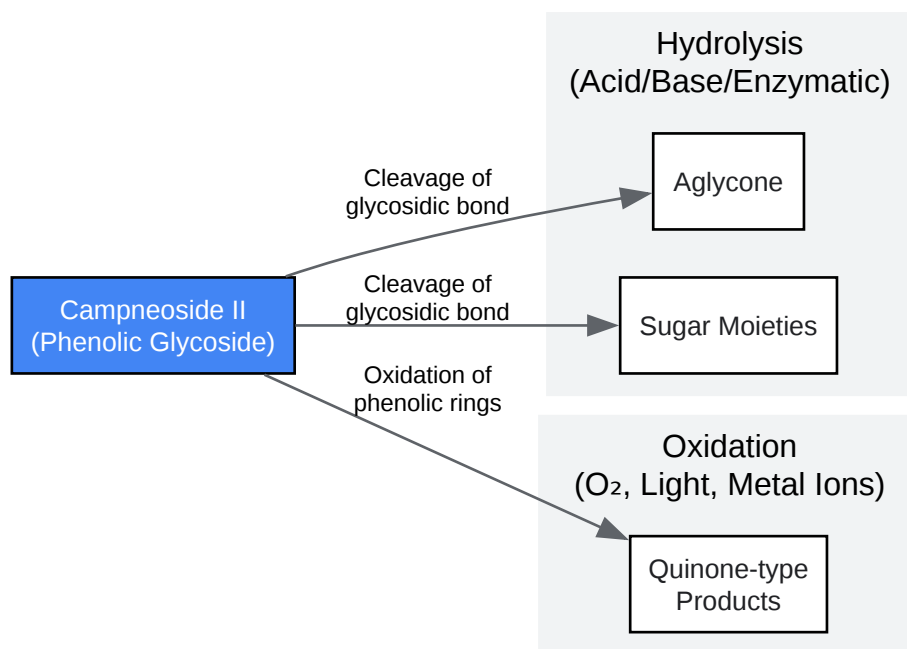 Hydrolysis
(Acid/Base/Enzymatic)
Aglycone
Cleavage of
glycosidic bond
Campneoside II
(Phenolic Glycoside)
Cleavage of
glycosidic bond
Sugar Moieties
Oxidation of
phenolic rings
Oxidation
(O₂, Light, Metal Ions)
Quinone-type
Products